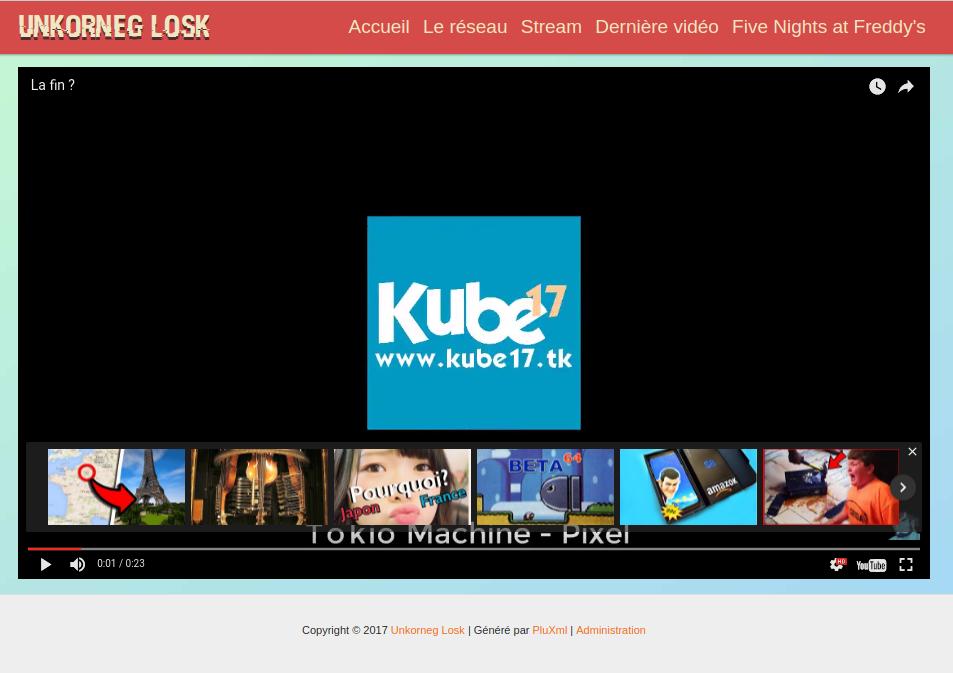 UNKORNEG LOSK
Accueil Le réseau Stream Dernière vidéo Five Nights at Freddy's
La fin ?
Kube17
www.kube17.tk
Pourquoi?
Japon France
BETA 64
amazon
Tokio Machine - Pixel
0:01 / 0:23
HD
YouTube
Copyright © 2017 Unkorneg Losk | Généré par PluXml | Administration